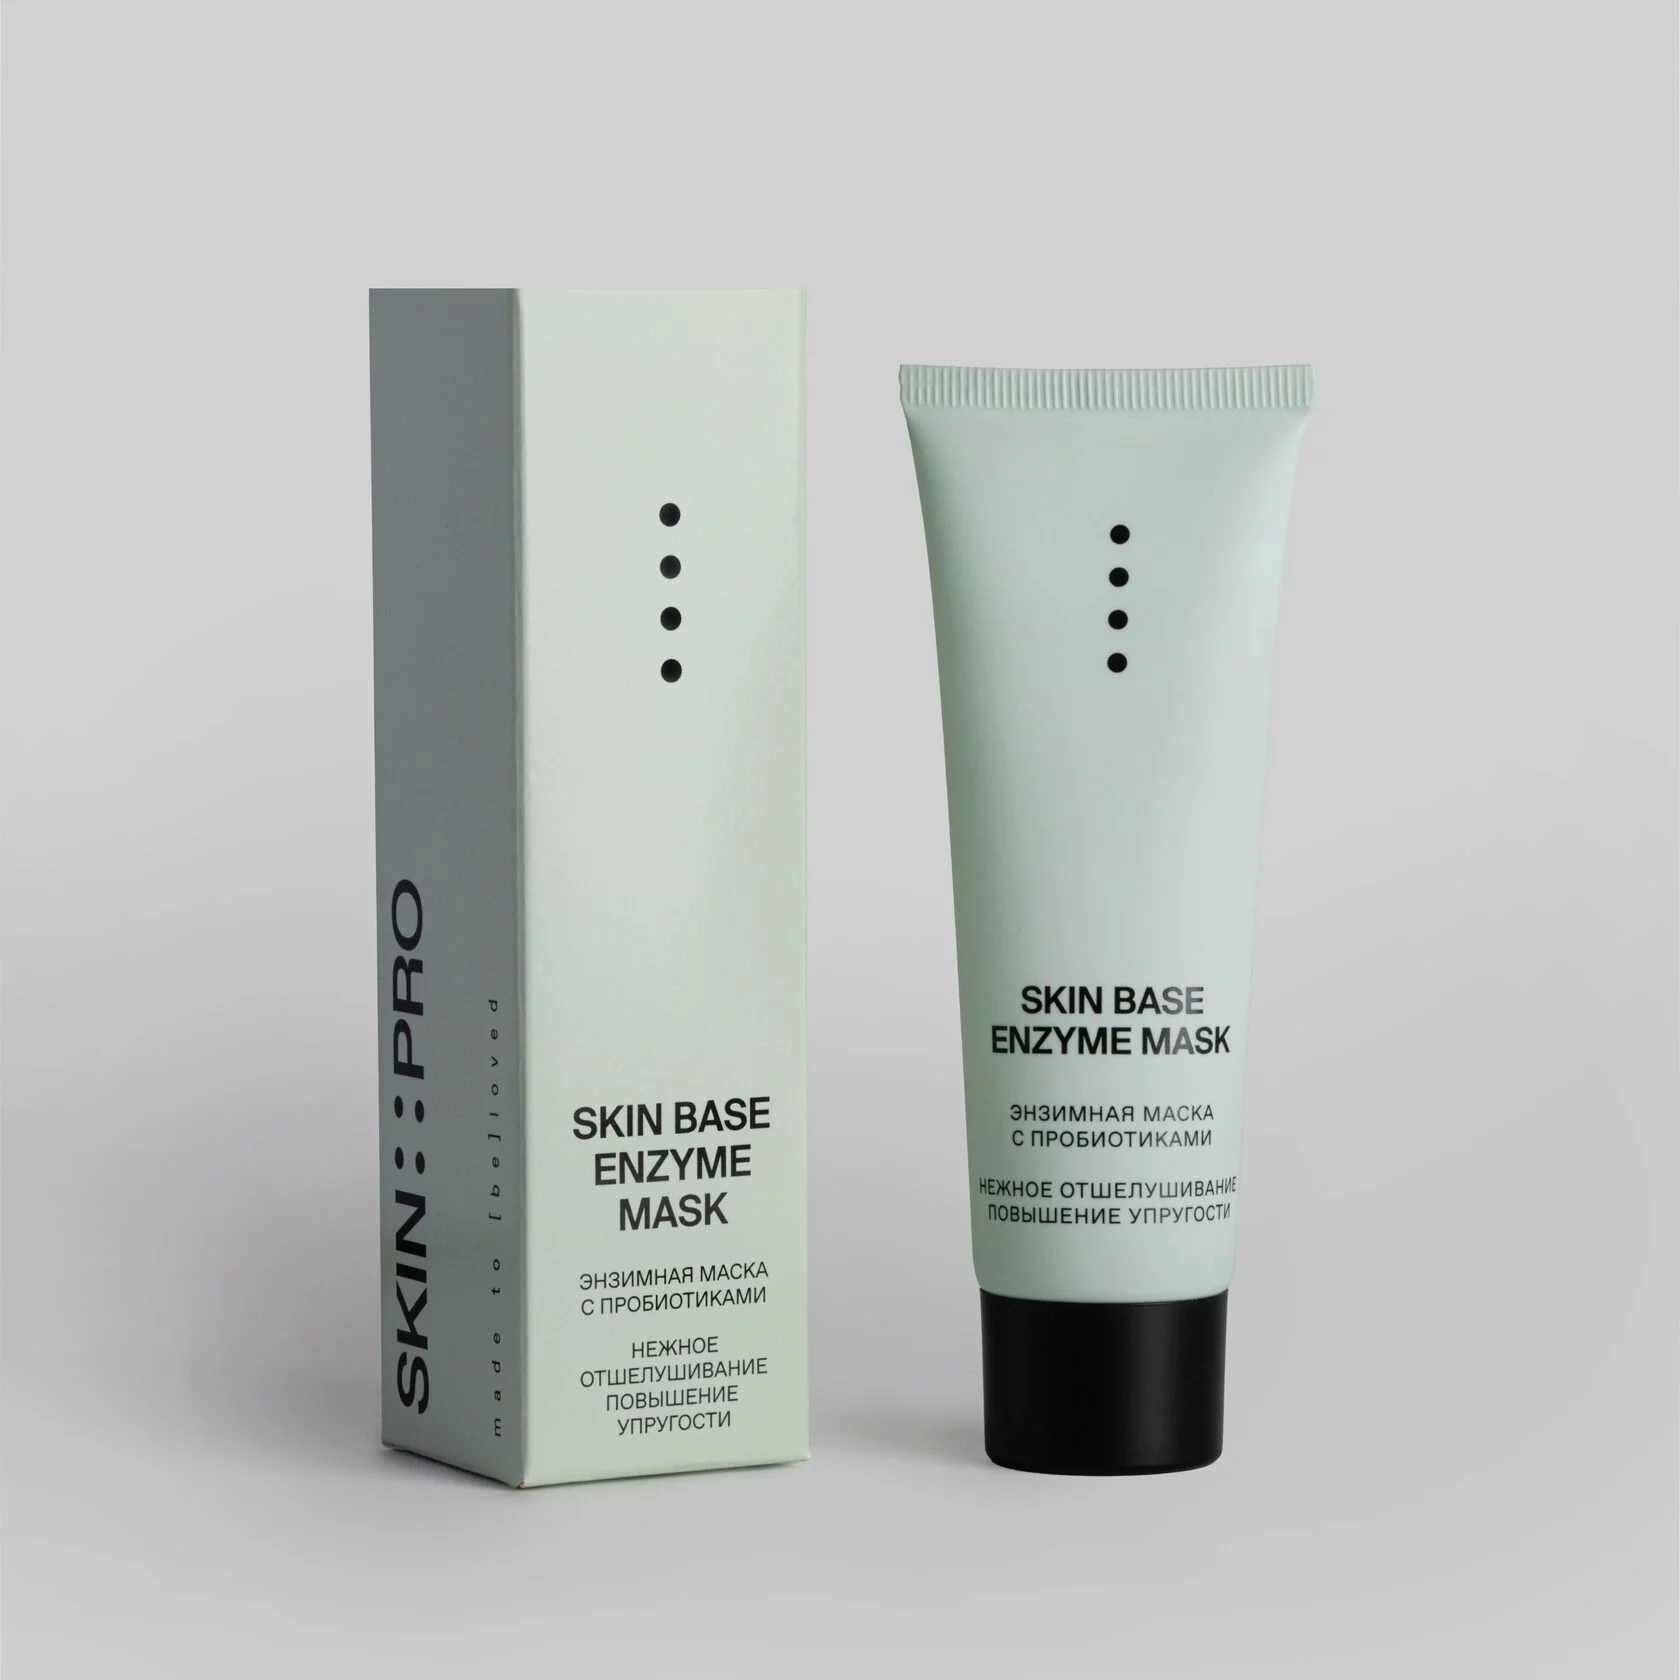 SKIN::PRO
made to [be]loved
SKIN BASE
ENZYME
MASK
ЭНЗИМНАЯ МАСКА
С ПРОБИОТИКАМИ
НЕЖНОЕ
ОТШЕЛУШИВАНИЕ
ПОВЫШЕНИЕ
УПРУГОСТИ
SKIN BASE
ENZYME MASK
ЭНЗИМНАЯ МАСКА
С ПРОБИОТИКАМИ
НЕЖНОЕ ОТШЕЛУШИВАНИЕ
ПОВЫШЕНИЕ УПРУГОСТИ